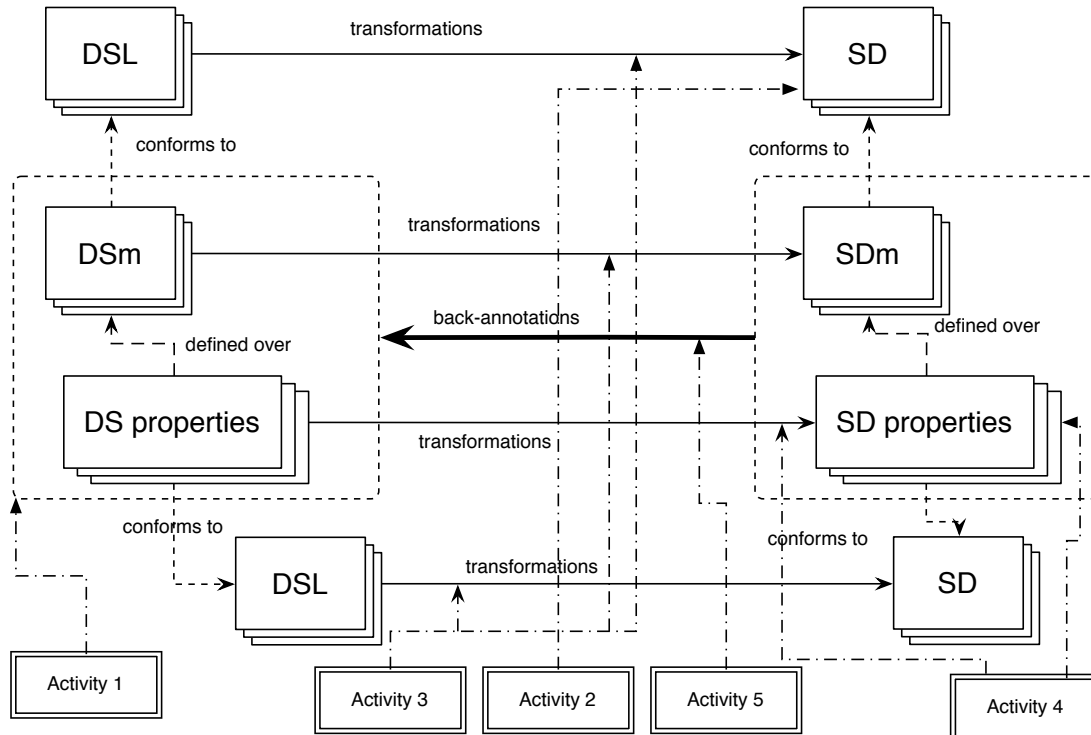 transformations
DSL
SD
conforms to
conforms to
transformations
DSm
SDm
back-annotations
defined over
defined over
DS properties
SD properties
transformations
conforms to
conforms to
transformations
DSL
SD
Activity 1
Activity 3
Activity 2
Activity 5
Activity 4